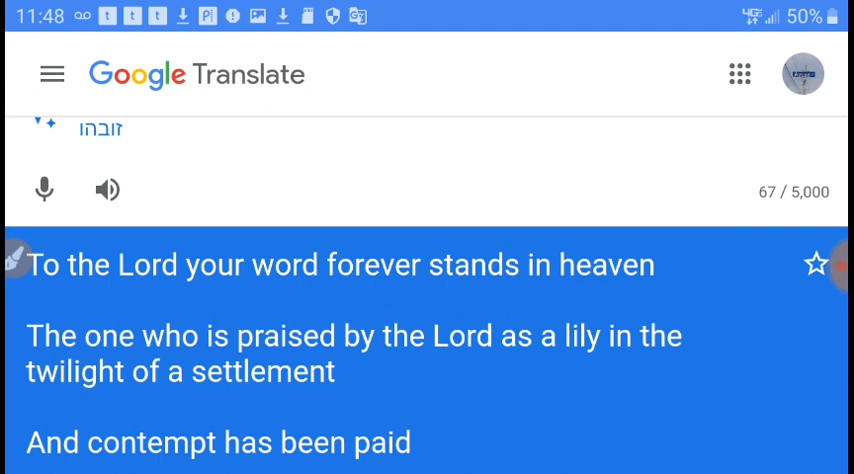 11:48 50%
Google Translate
זובהו
67 / 5,000
To the Lord your word forever stands in heaven
The one who is praised by the Lord as a lily in the
twilight of a settlement
And contempt has been paid